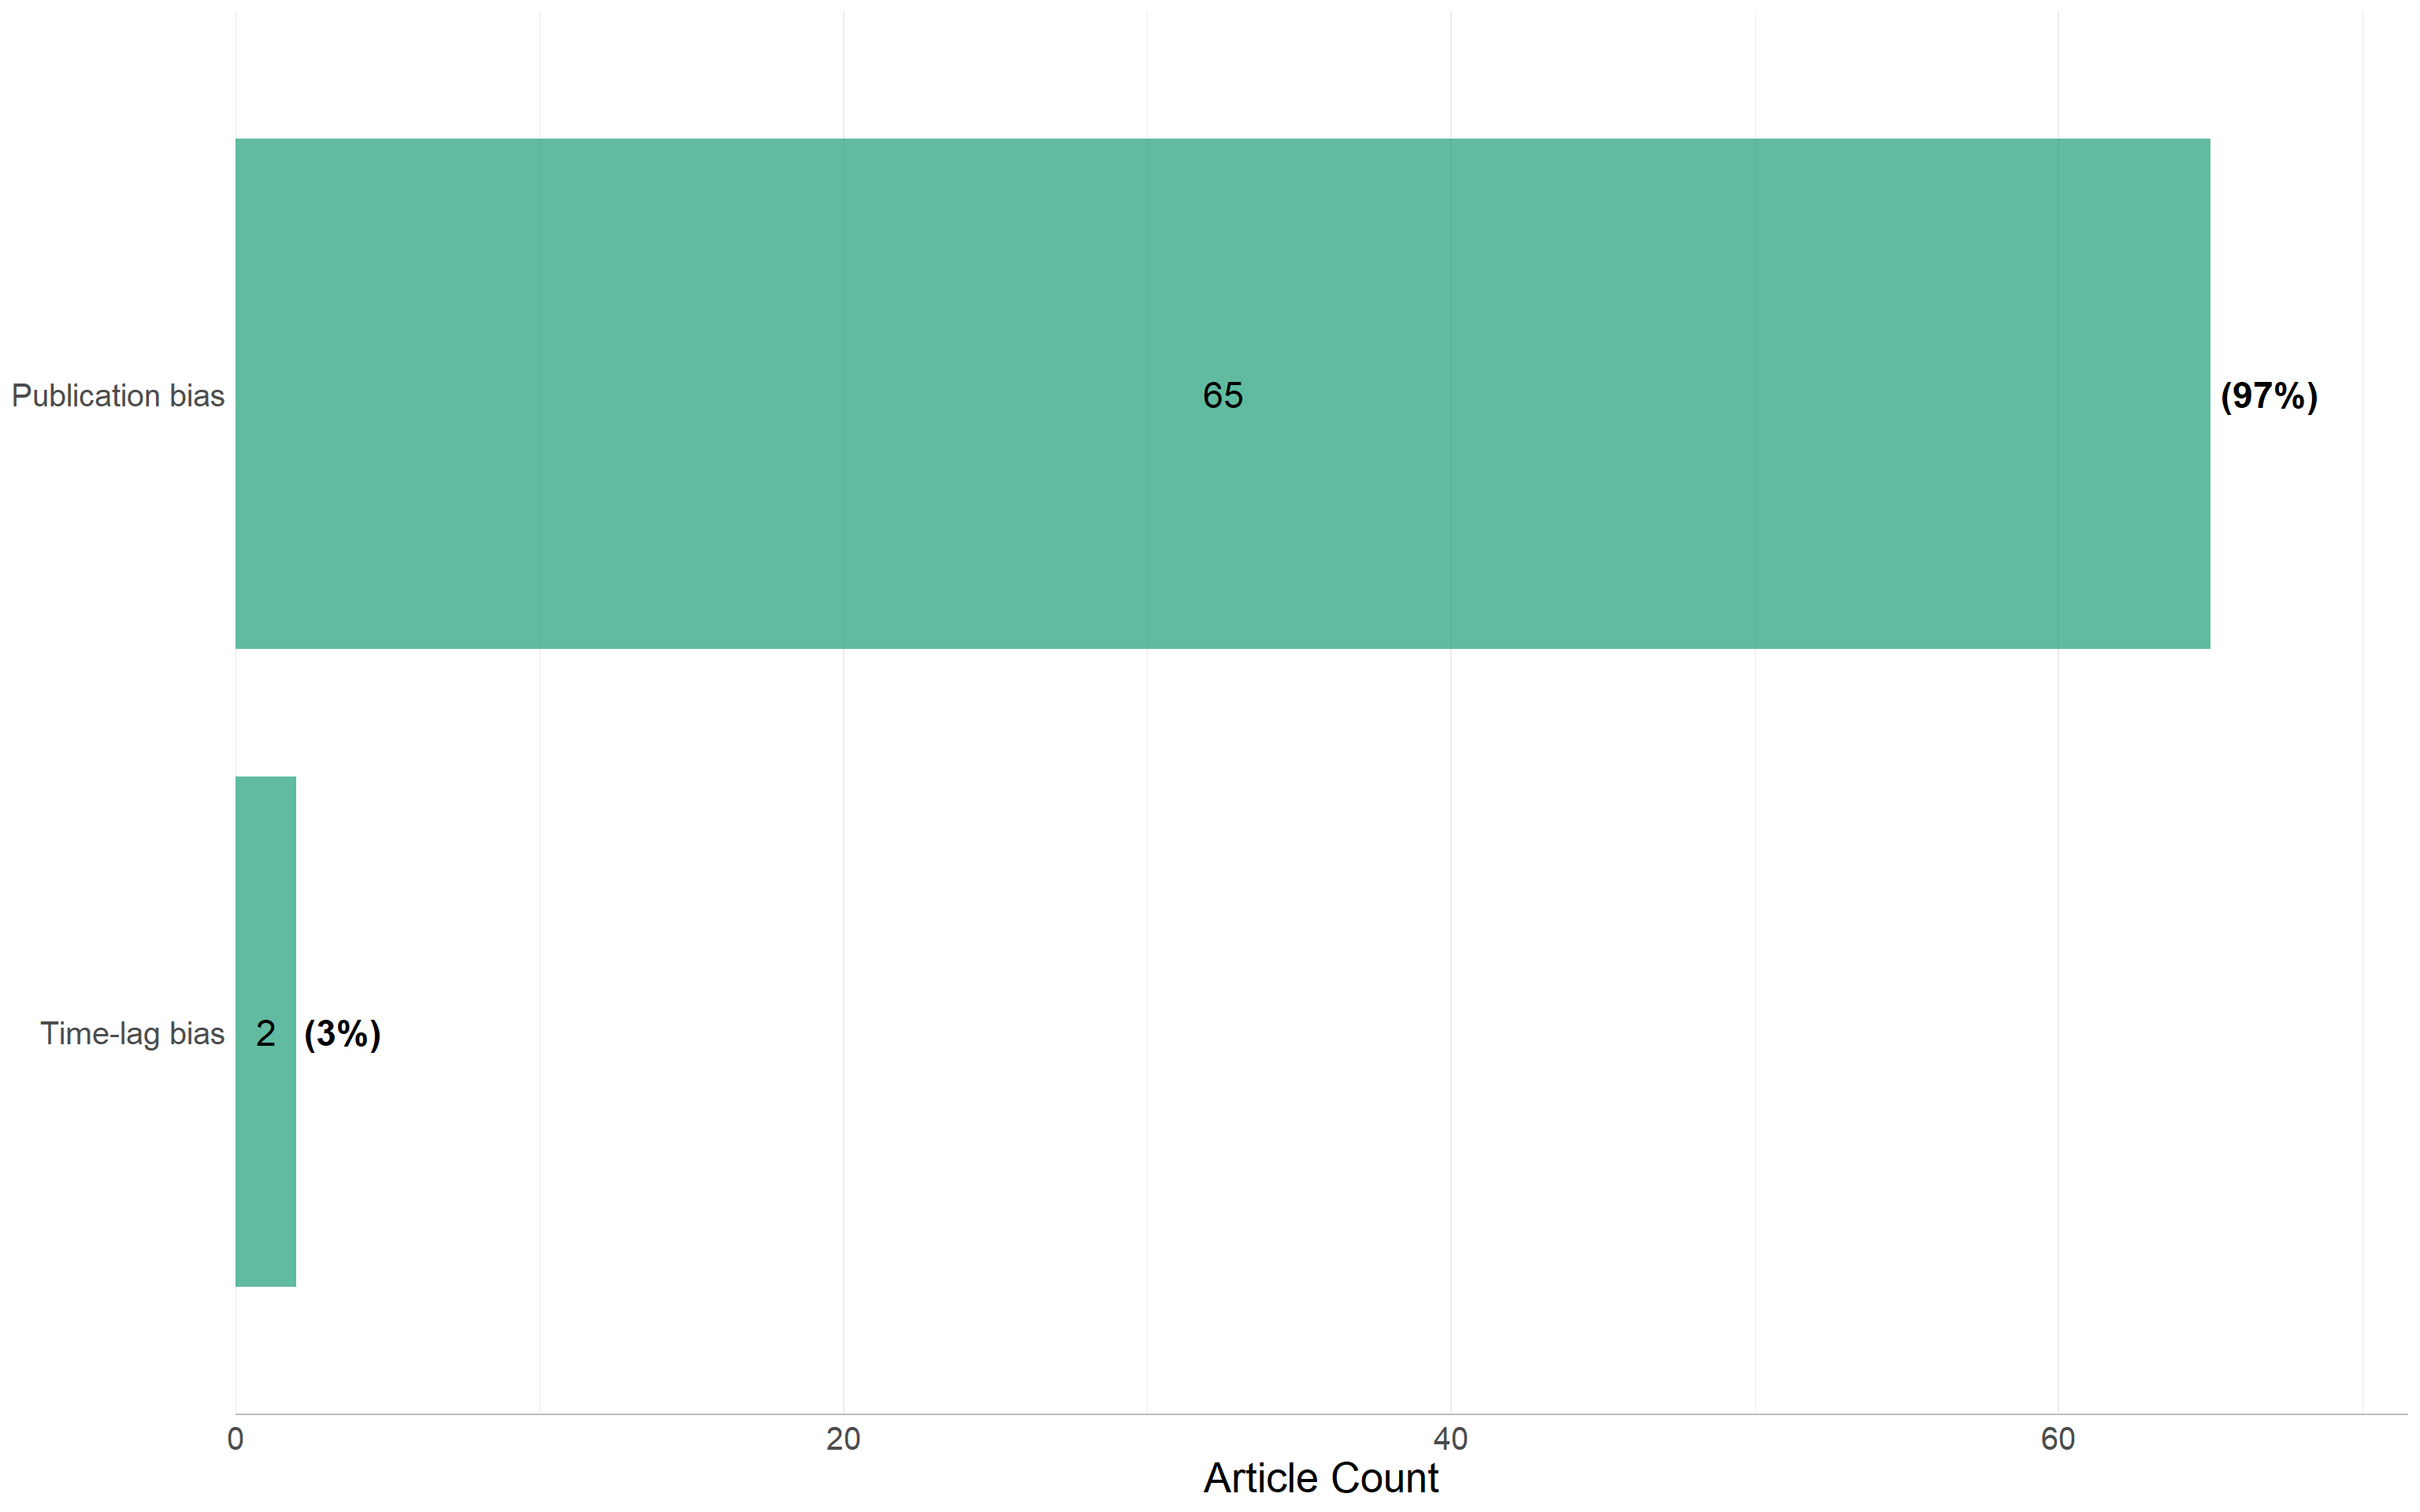 Publication bias
65
(97%)
Time-lag bias
2
(3%)
0
20
40
60
Article Count